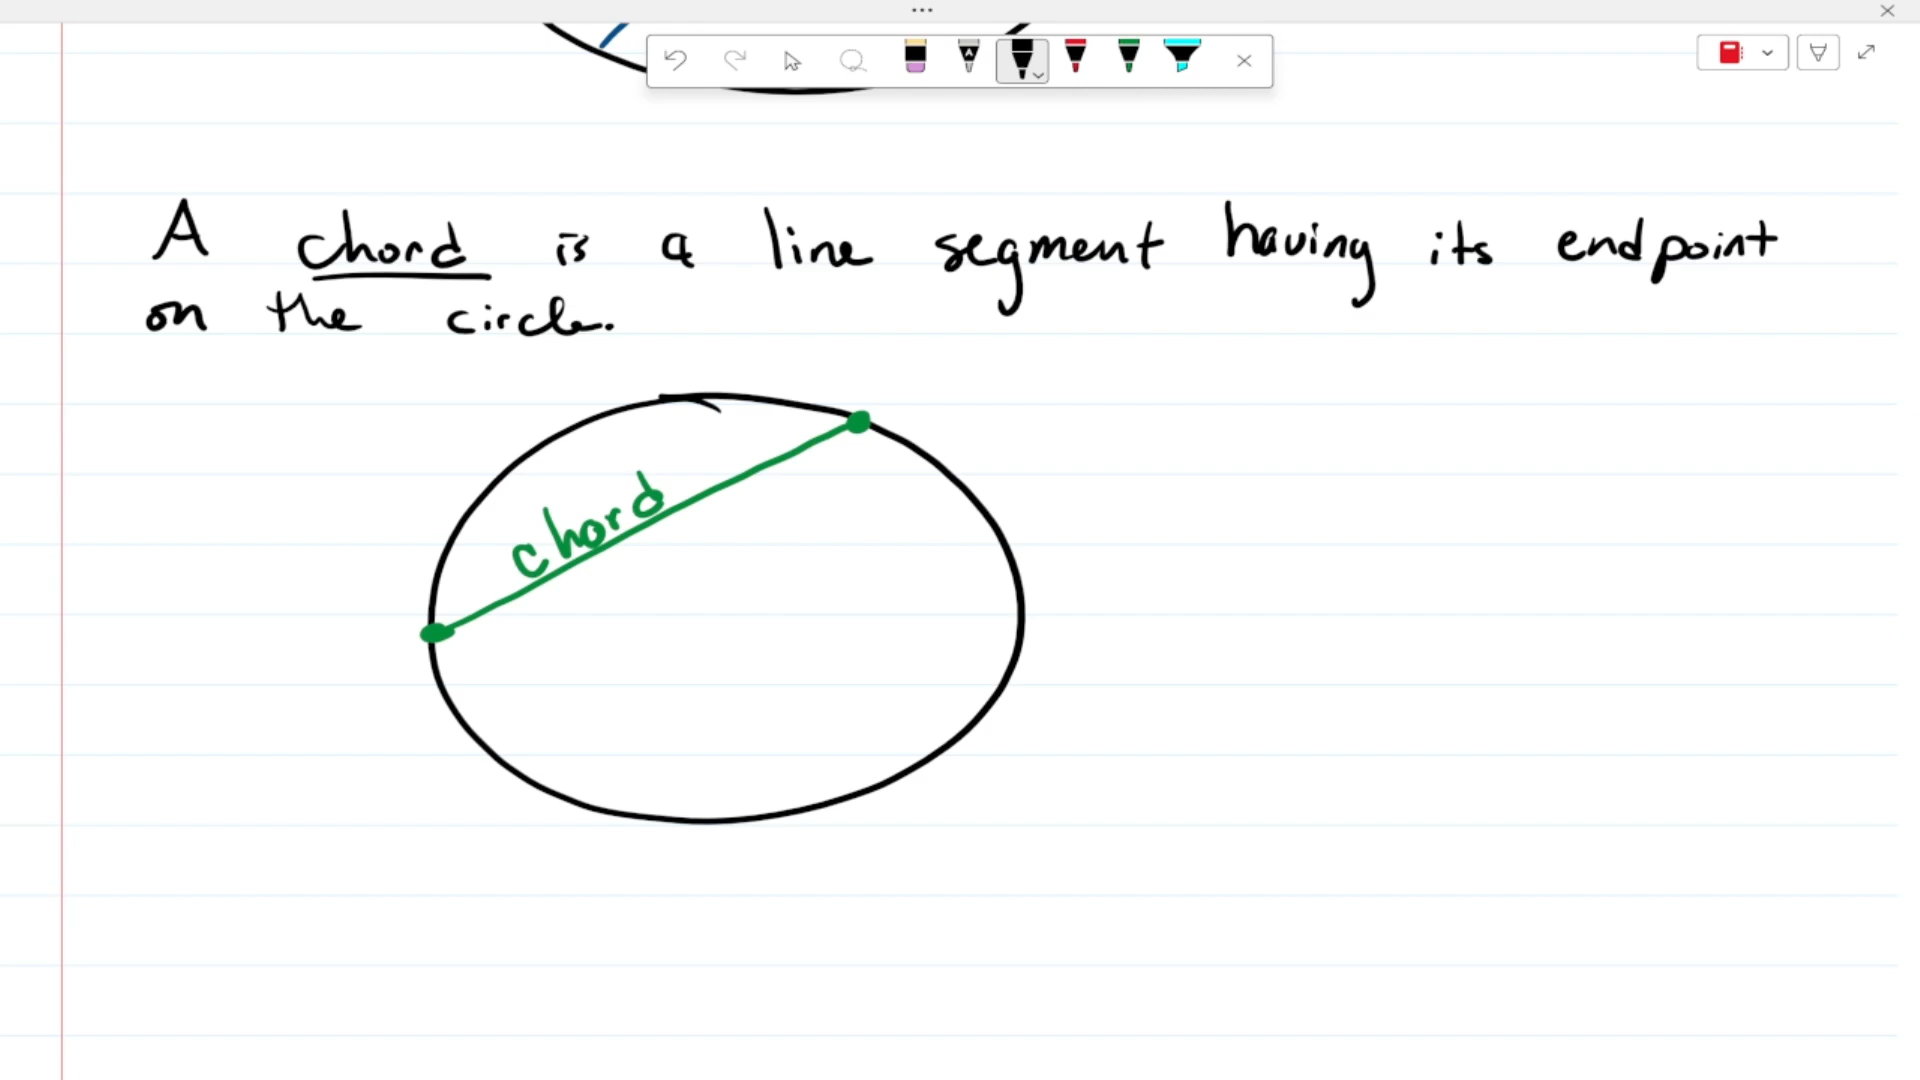 A chord is a line segment having its endpoint
on the circle.
chord